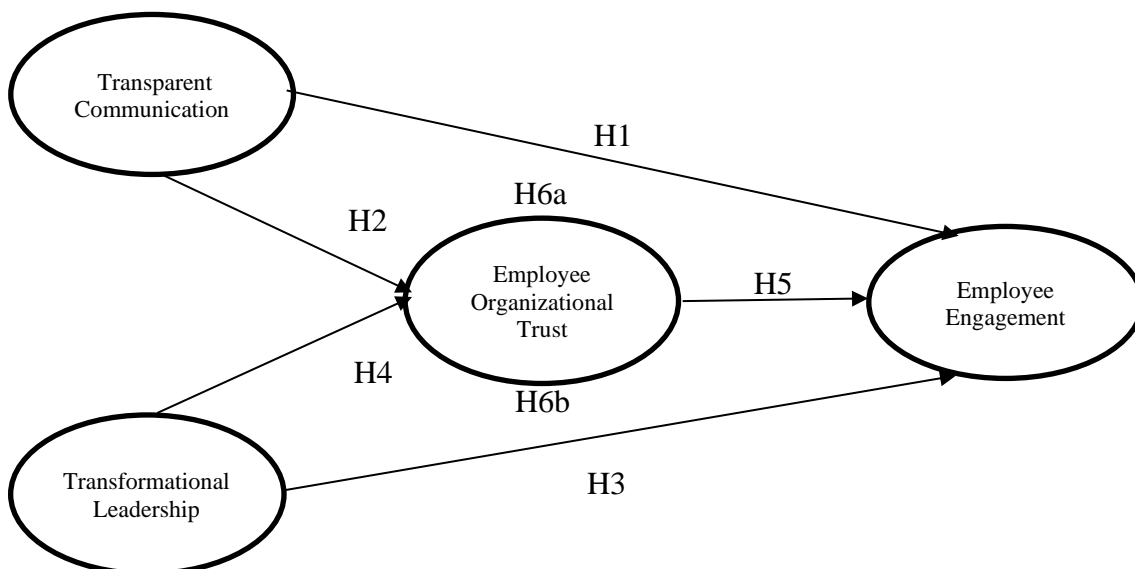 Transparent
Communication
H1
H6a
H2
Employee
Organizational
Trust
H5
Employee
Engagement
H4
H6b
Transformational
Leadership
H3